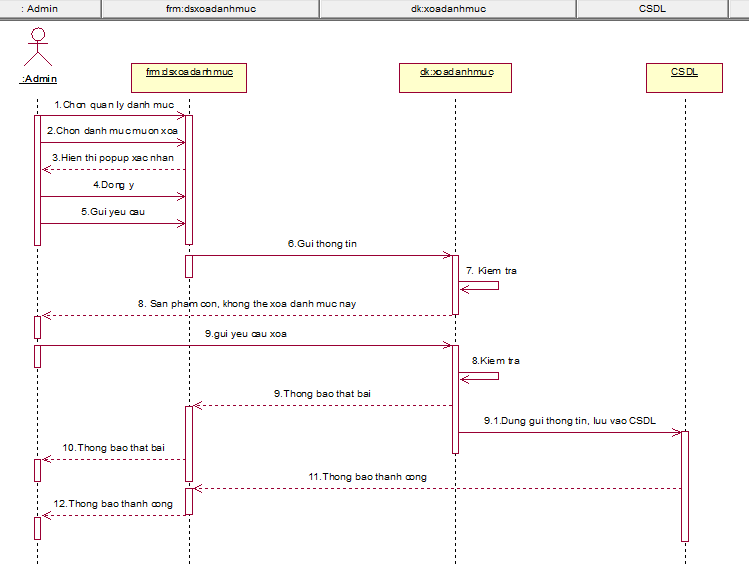 : Admin
frm:dsxoadanhmuc
dk:xoadanhmuc
CSDL
:Admin
frm:dsxoadanhmuc
dk:xoadanhmuc
CSDL
1.Chon quan ly danh muc
2.Chon danh muc muon xoa
3.Hien thi popup xac nhan
4.Dong y
5.Gui yeu cau
6.Gui thong tin
7. Kiem tra
8. San pham con, khong the xoa danh muc nay
9.gui yeu cau xoa
8.Kiem tra
9.Thong bao that bai
9.1.Dung gui thong tin, luu vao CSDL
10.Thong bao that bai
11.Thong bao thanh cong
12.Thong bao thanh cong